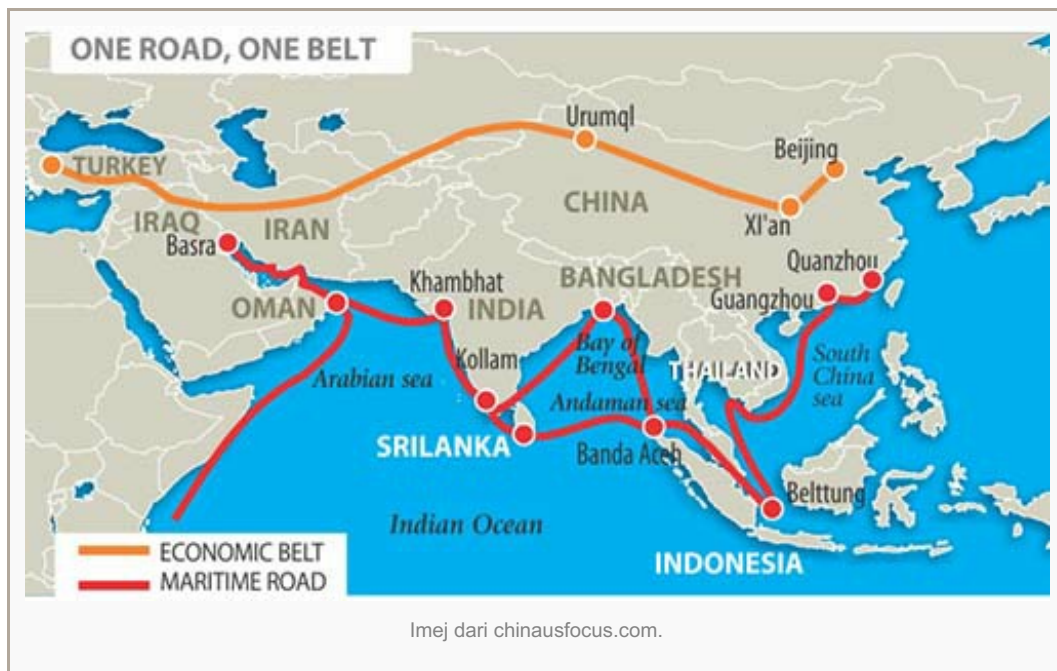 ONE ROAD, ONE BELT
Urumql
Beijing
TURKEY
CHINA
XI'an
IRAQ
IRAN
Basra
Quanzhou
Khambhat
BANGLADESH
Guangzhou
OMAN
INDIA
Kollam
Bay of
Bengal
THAILAND
South
China
sea
Arabian sea
Andaman sea
SRILANKA
Banda Aceh
Belttung
Indian Ocean
ECONOMIC BELT
INDONESIA
MARITIME ROAD
Imej dari chinausfocus.com.